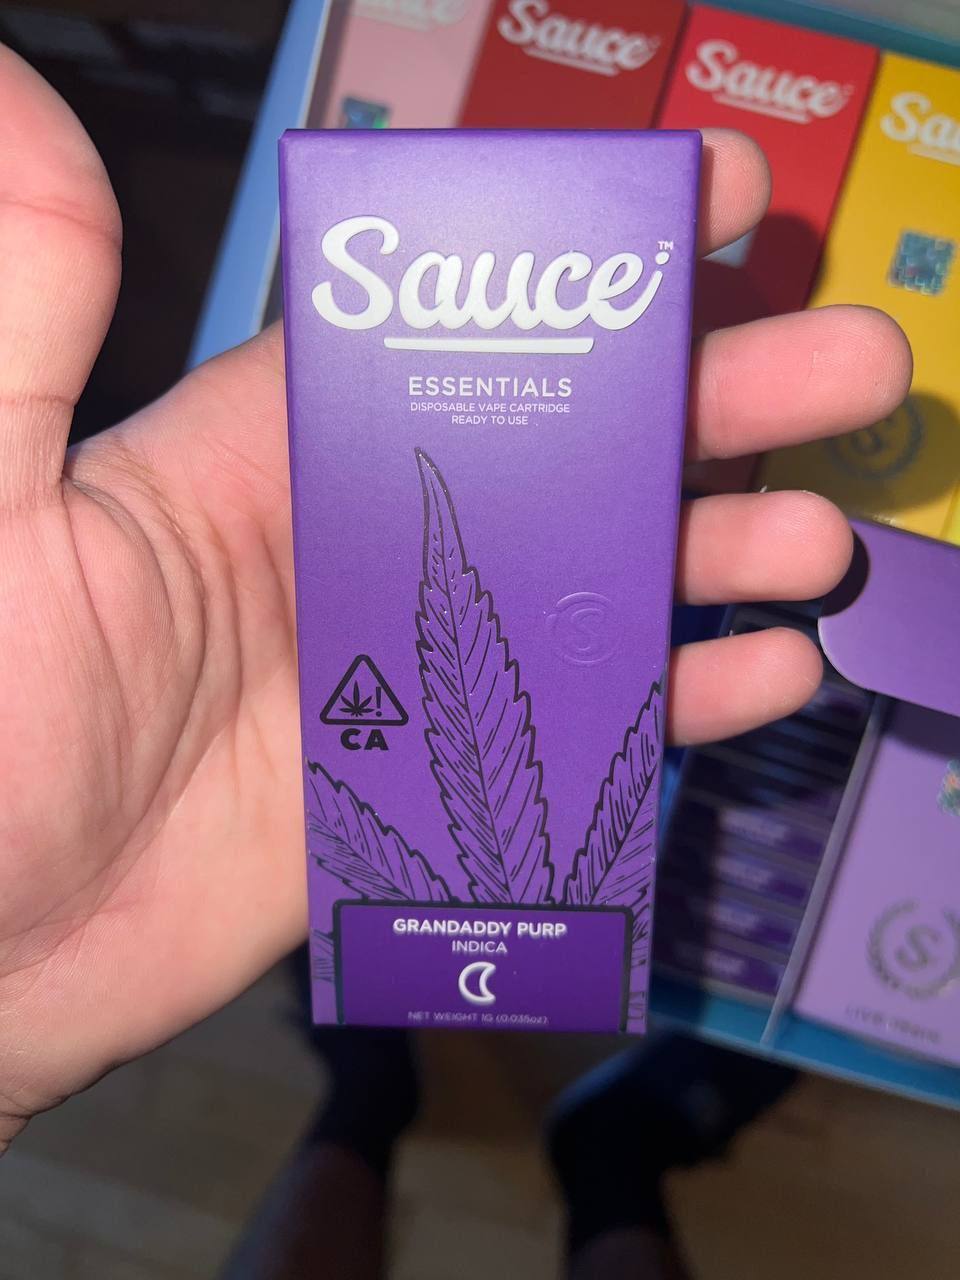 Sauce
Sauce
Sauce
Sauce™
ESSENTIALS
DISPOSABLE VAPE CARTRIDGE
READY TO USE
S
CA
GRANDADDY PURP
INDICA
NET WEIGHT 1G (0.035oz)
S